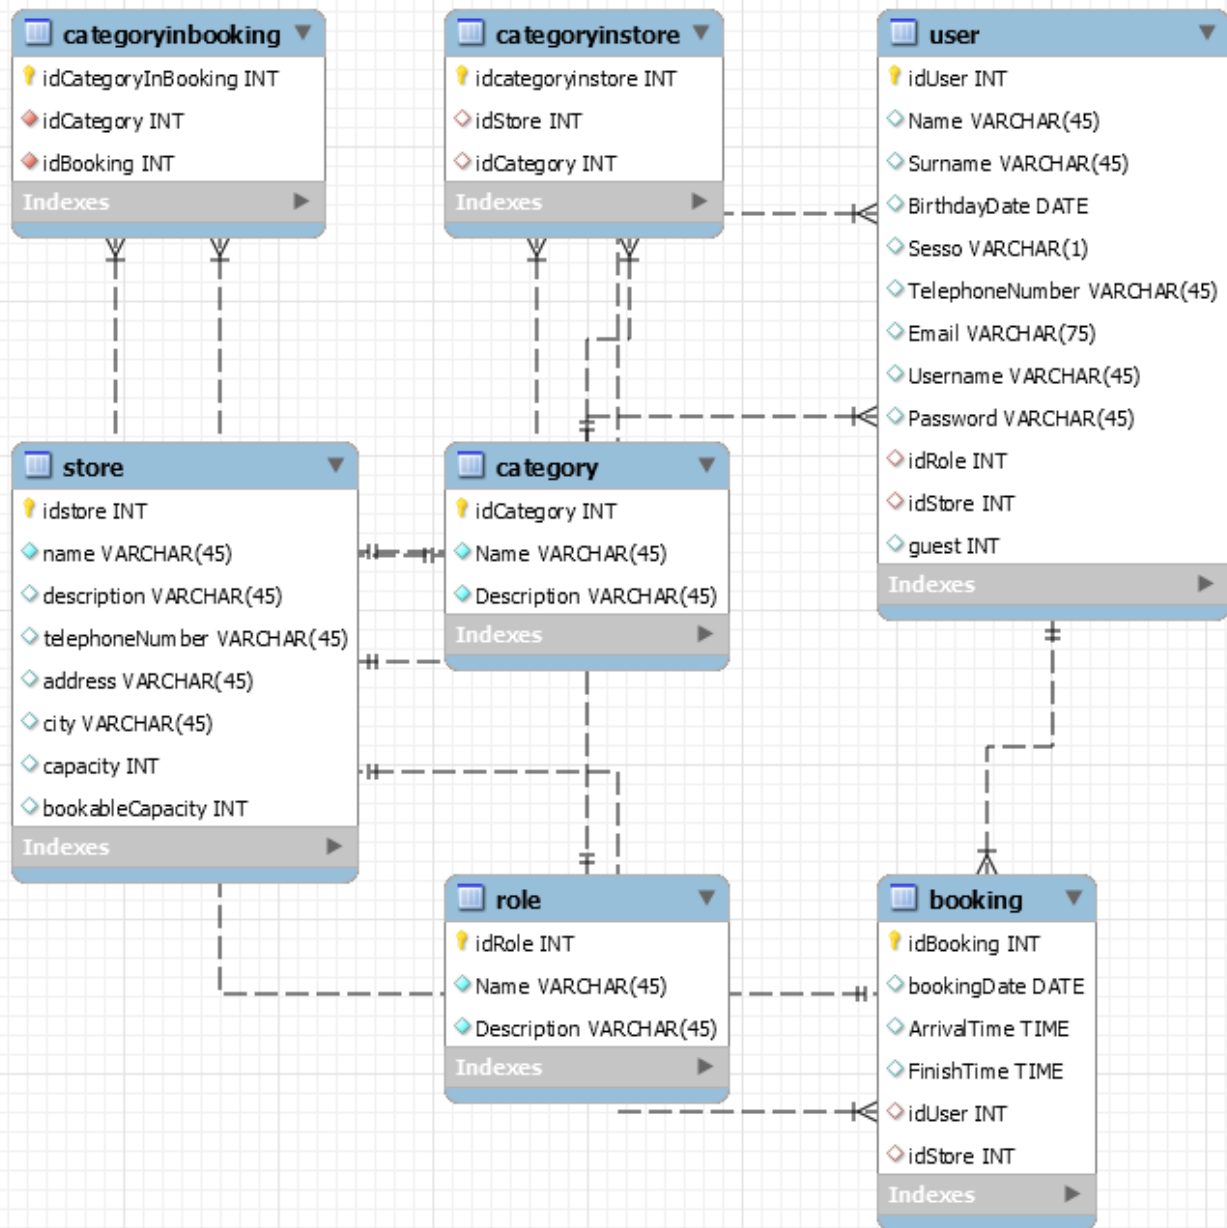 categoryinbooking
idCategoryInBooking INT
idCategory INT
idBooking INT
Indexes
categoryinstore
idcategoryinstore INT
idStore INT
idCategory INT
Indexes
user
idUser INT
Name VARCHAR(45)
Surname VARCHAR(45)
BirthdayDate DATE
Sesso VARCHAR(1)
TelephoneNumber VARCHAR(45)
Email VARCHAR(75)
Username VARCHAR(45)
Password VARCHAR(45)
idRole INT
idStore INT
guest INT
Indexes
store
idstore INT
name VARCHAR(45)
description VARCHAR(45)
telephoneNumber VARCHAR(45)
address VARCHAR(45)
city VARCHAR(45)
capacity INT
bookableCapacity INT
Indexes
category
idCategory INT
Name VARCHAR(45)
Description VARCHAR(45)
Indexes
role
idRole INT
Name VARCHAR(45)
Description VARCHAR(45)
Indexes
booking
idBooking INT
bookingDate DATE
ArrivalTime TIME
FinishTime TIME
idUser INT
idStore INT
Indexes